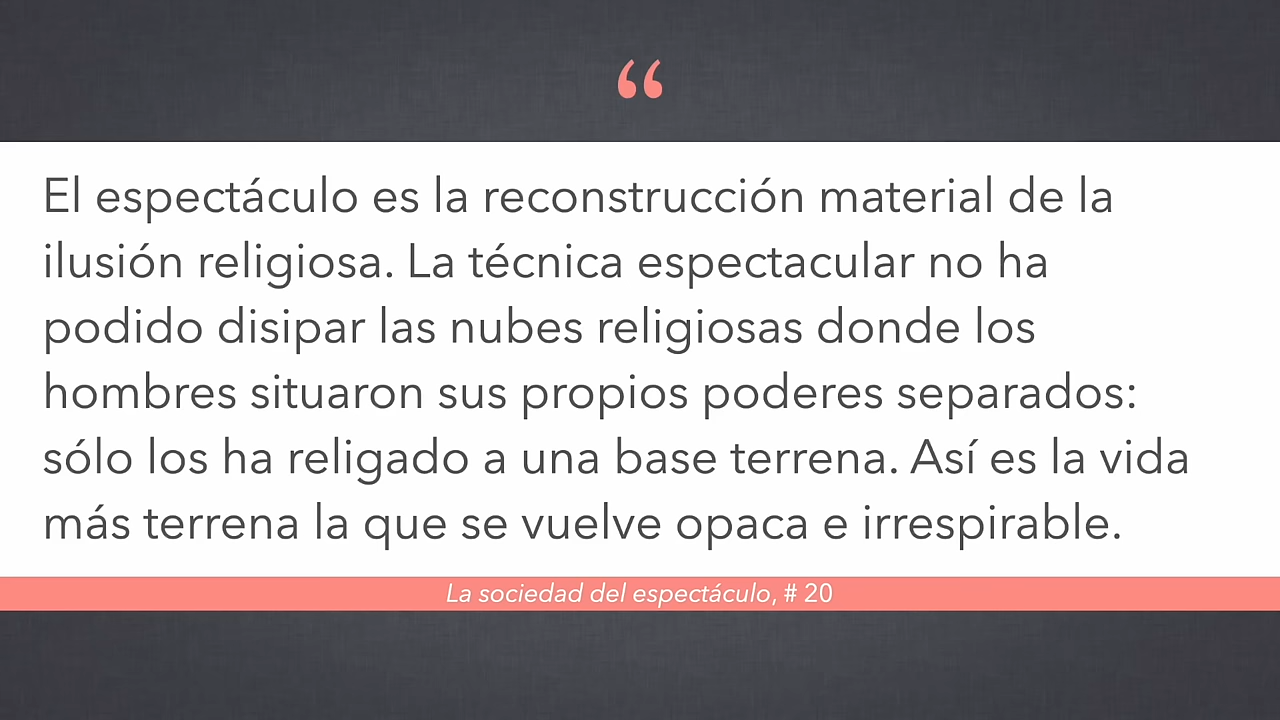 “
El espectáculo es la reconstrucción material de la
ilusión religiosa. La técnica espectacular no ha
podido disipar las nubes religiosas donde los
hombres situaron sus propios poderes separados:
sólo los ha religado a una base terrena. Así es la vida
más terrena la que se vuelve opaca e irrespirable.
La sociedad del espectáculo, # 20